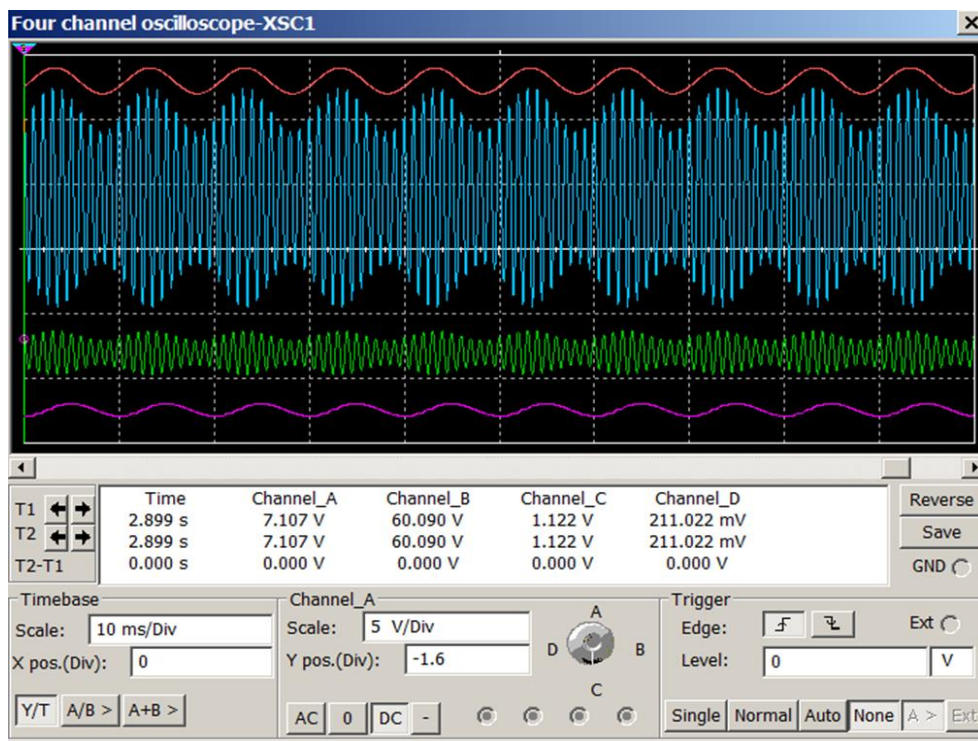 Four channel oscilloscope-XSC1
Time Channel_A Channel_B Channel_C Channel_D
T1 2.899 s 7.107 V 60.090 V 1.122 V 211.022 mV
T2 2.899 s 7.107 V 60.090 V 1.122 V 211.022 mV
T2-T1 0.000 s 0.000 V 0.000 V 0.000 V 0.000 V
Reverse
Save
GND
Timebase
Scale: 10 ms/Div
X pos.(Div): 0
Y/T A/B > A+B >
Channel_A
Scale: 5 V/Div
Y pos.(Div): -1.6
AC 0 DC -
A
D B
C
Trigger
Edge: Ext
Level: 0 V
Single Normal Auto None A > Ext